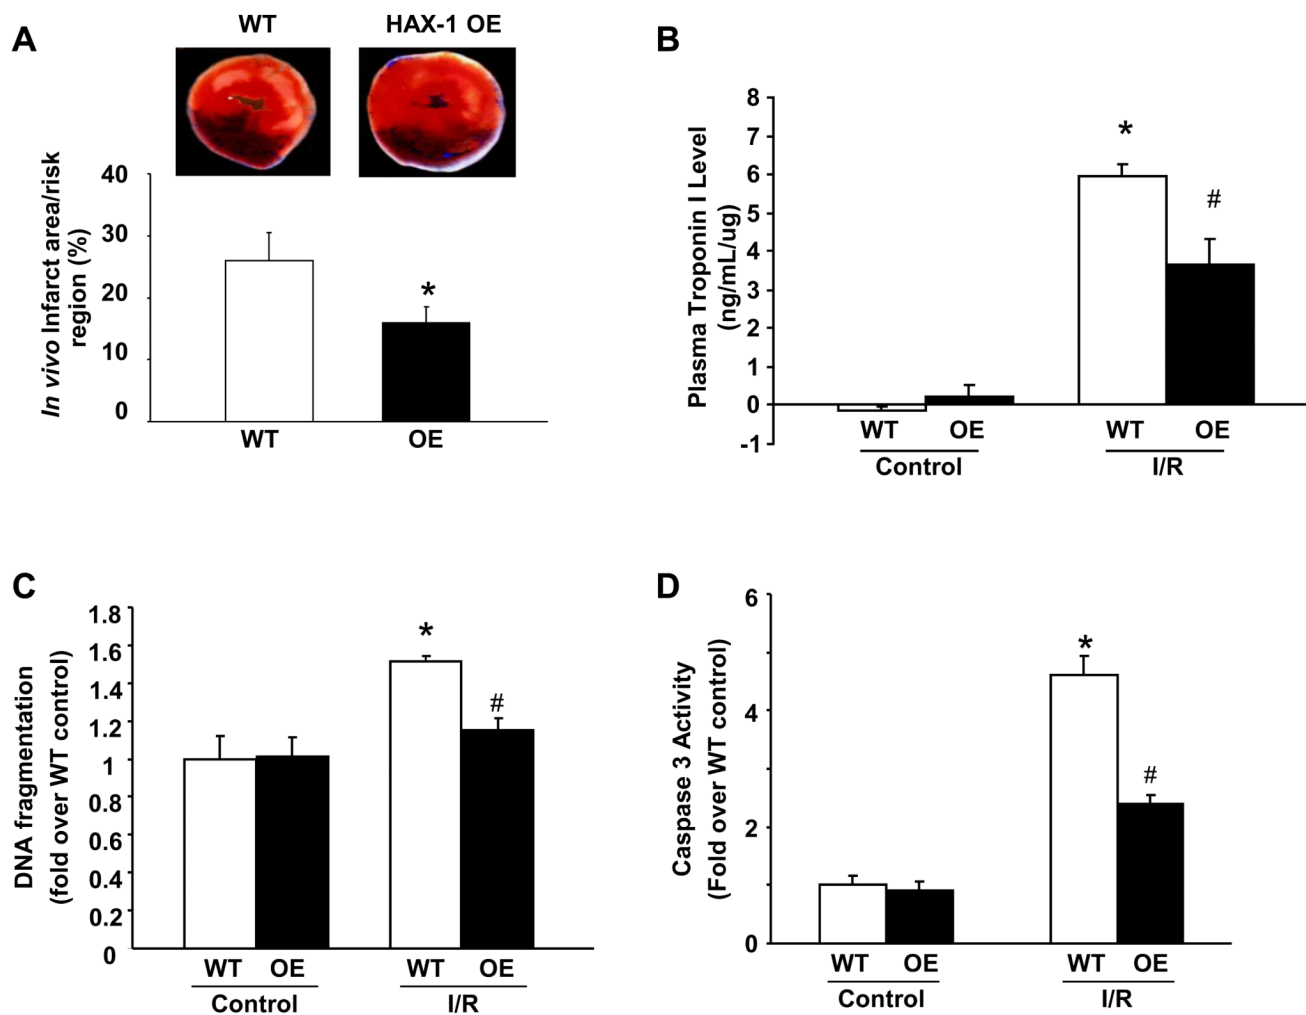 A
WT
HAX-1 OE
In vivo Infarct area/risk
region (%)
40
30
20
10
0
*
WT
OE
B
Plasma Troponin I Level
(ng/mL/ug)
8
7
6
5
4
3
2
1
0
-1
*
#
WT
OE
WT
OE
Control
I/R
C
DNA fragmentation
(fold over WT control)
1.8
1.6
1.4
1.2
1
0.8
0.6
0.4
0.2
0
*
#
WT
OE
WT
OE
Control
I/R
D
Caspase 3 Activity
(Fold over WT control)
6
4
2
0
*
#
WT
OE
WT
OE
Control
I/R